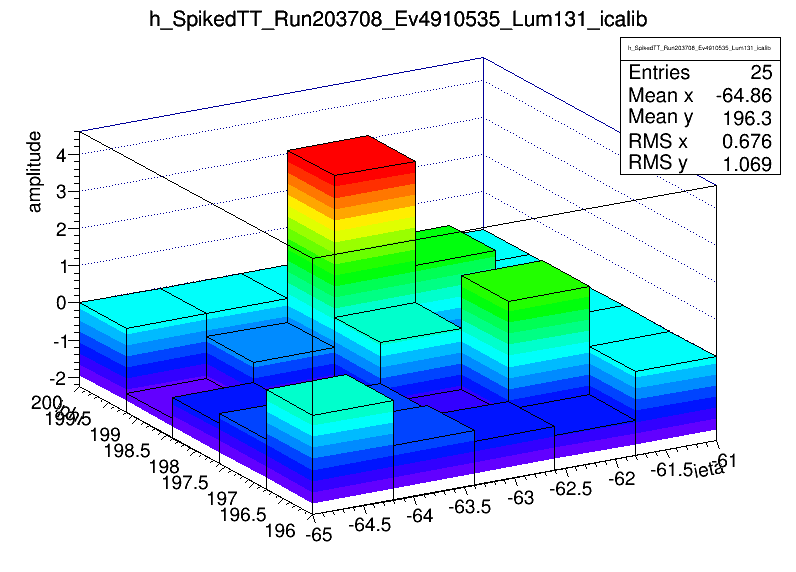 h_SpikedTT_Run203708_Ev4910535_Lum131_icalib
h_SpikedTT_Run203708_Ev4910535_Lum131_icalib
Entries 25
Mean x -64.86
Mean y 196.3
RMS x 0.676
RMS y 1.069
amplitude
4
3
2
1
0
-1
-2
200
199.5
199
198.5
198
197.5
197
196.5
196
-65
-64.5
-64
-63.5
-63
-62.5
-62
-61.5
-61
ieta